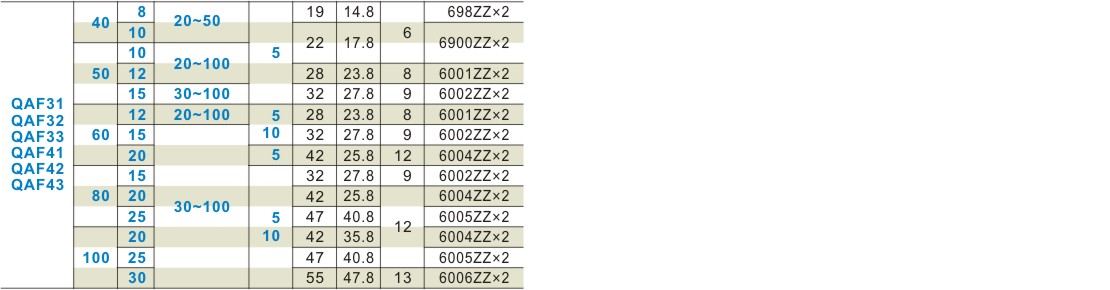 QAF31
QAF32
QAF33
QAF41
QAF42
QAF43
40 8 20~50 5 19 14.8 6 698ZZ×2
10 22 17.8 6900ZZ×2
50 10 20~100
12 28 23.8 8 6001ZZ×2
15 30~100 32 27.8 9 6002ZZ×2
60 12 20~100 5 28 23.8 8 6001ZZ×2
15 30~100 10 32 27.8 9 6002ZZ×2
20 5 42 25.8 12 6004ZZ×2
80 15 5 32 27.8 9 6002ZZ×2
20 10 42 25.8 12 6004ZZ×2
25 47 40.8 6005ZZ×2
100 20 42 35.8 6004ZZ×2
25 47 40.8 6005ZZ×2
30 55 47.8 13 6006ZZ×2